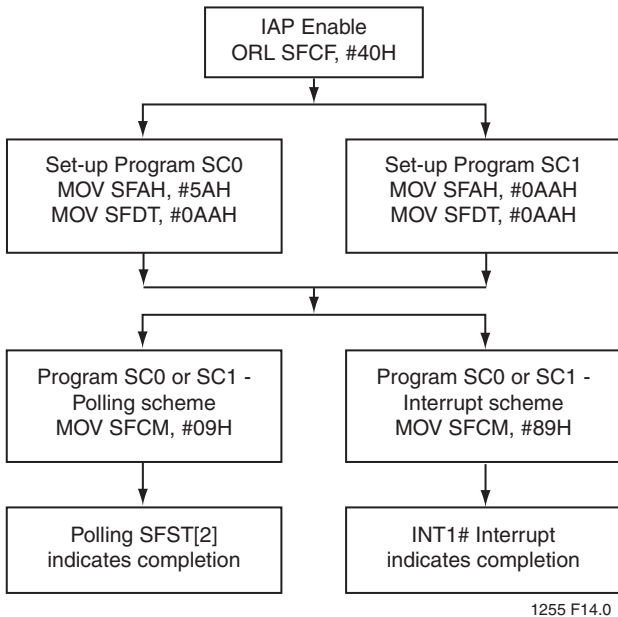 IAP Enable
ORL SFCF, #40H
Set-up Program SC0
MOV SFAH, #5AH
MOV SFDT, #0AAH
Set-up Program SC1
MOV SFAH, #0AAH
MOV SFDT, #0AAH
Program SC0 or SC1 -
Polling scheme
MOV SFCM, #09H
Program SC0 or SC1 -
Interrupt scheme
MOV SFCM, #89H
Polling SFST[2]
indicates completion
INT1# Interrupt
indicates completion
1255 F14.0